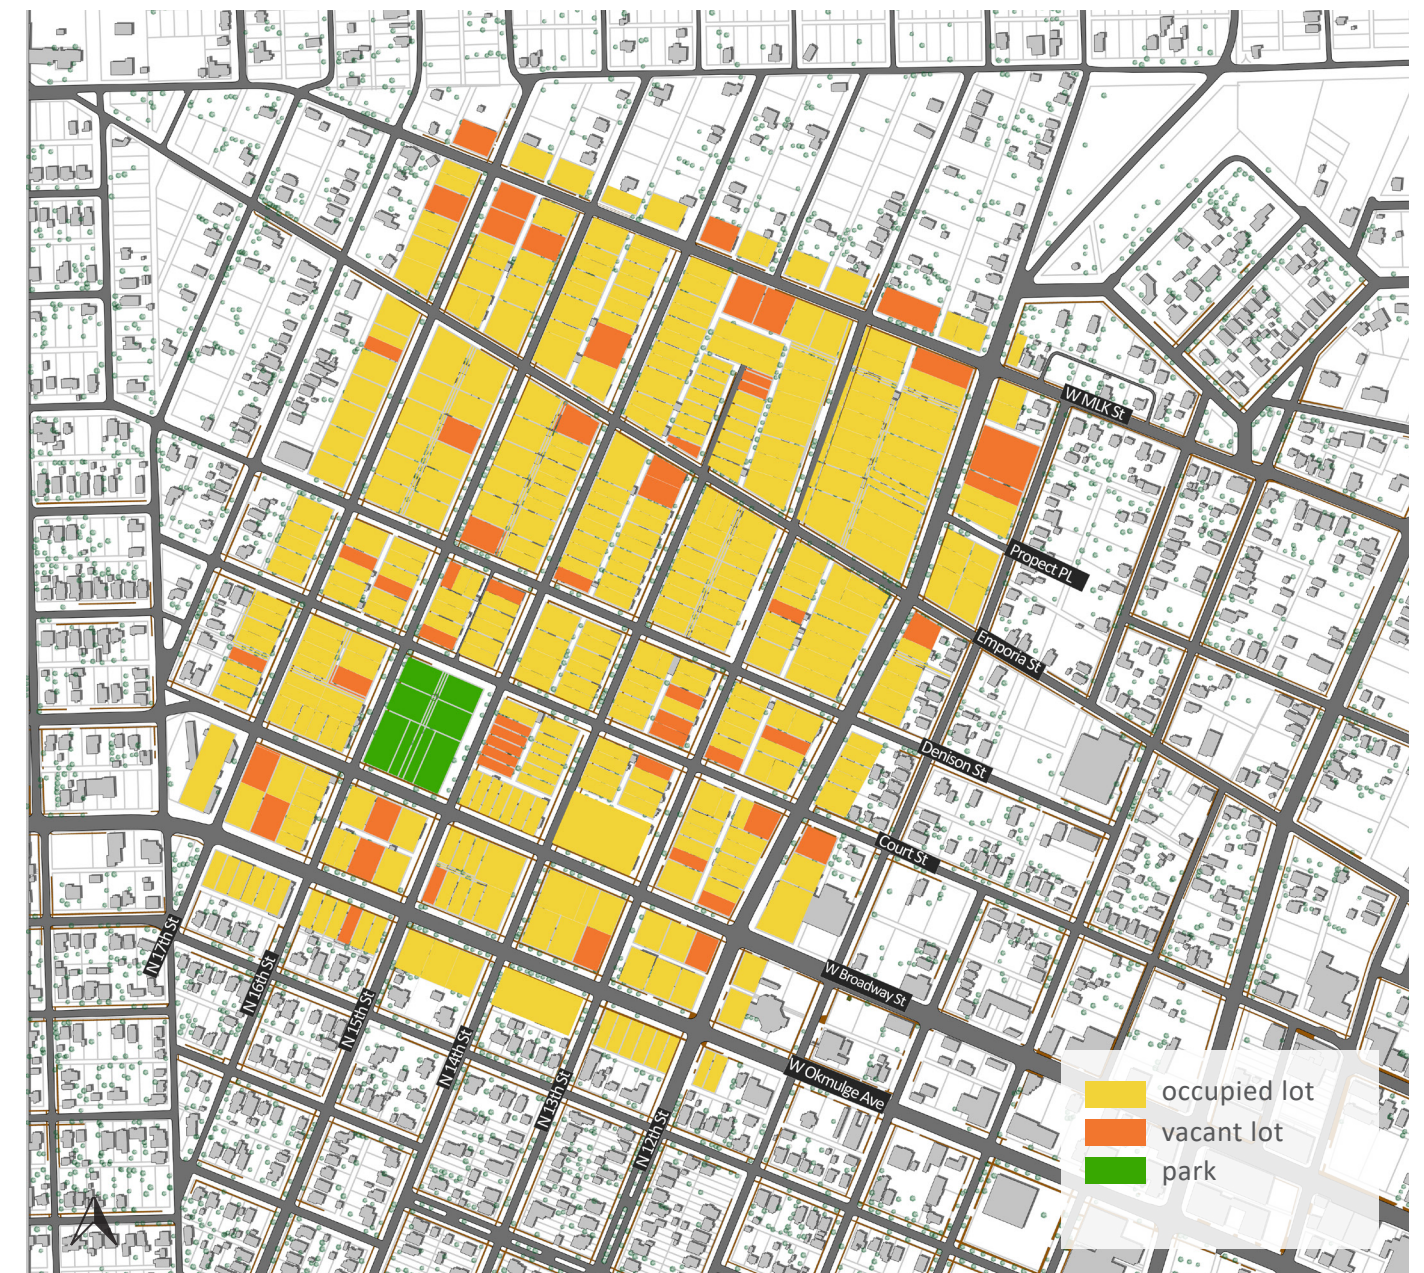 W MLK St
Propect PL
Emporia St
Denison St
Court St
N 17th St
N 16th St
N 15th St
N 14th St
N 13th St
N 12th St
W Broadway St
W Okmulge Ave
occupied lot
vacant lot
park